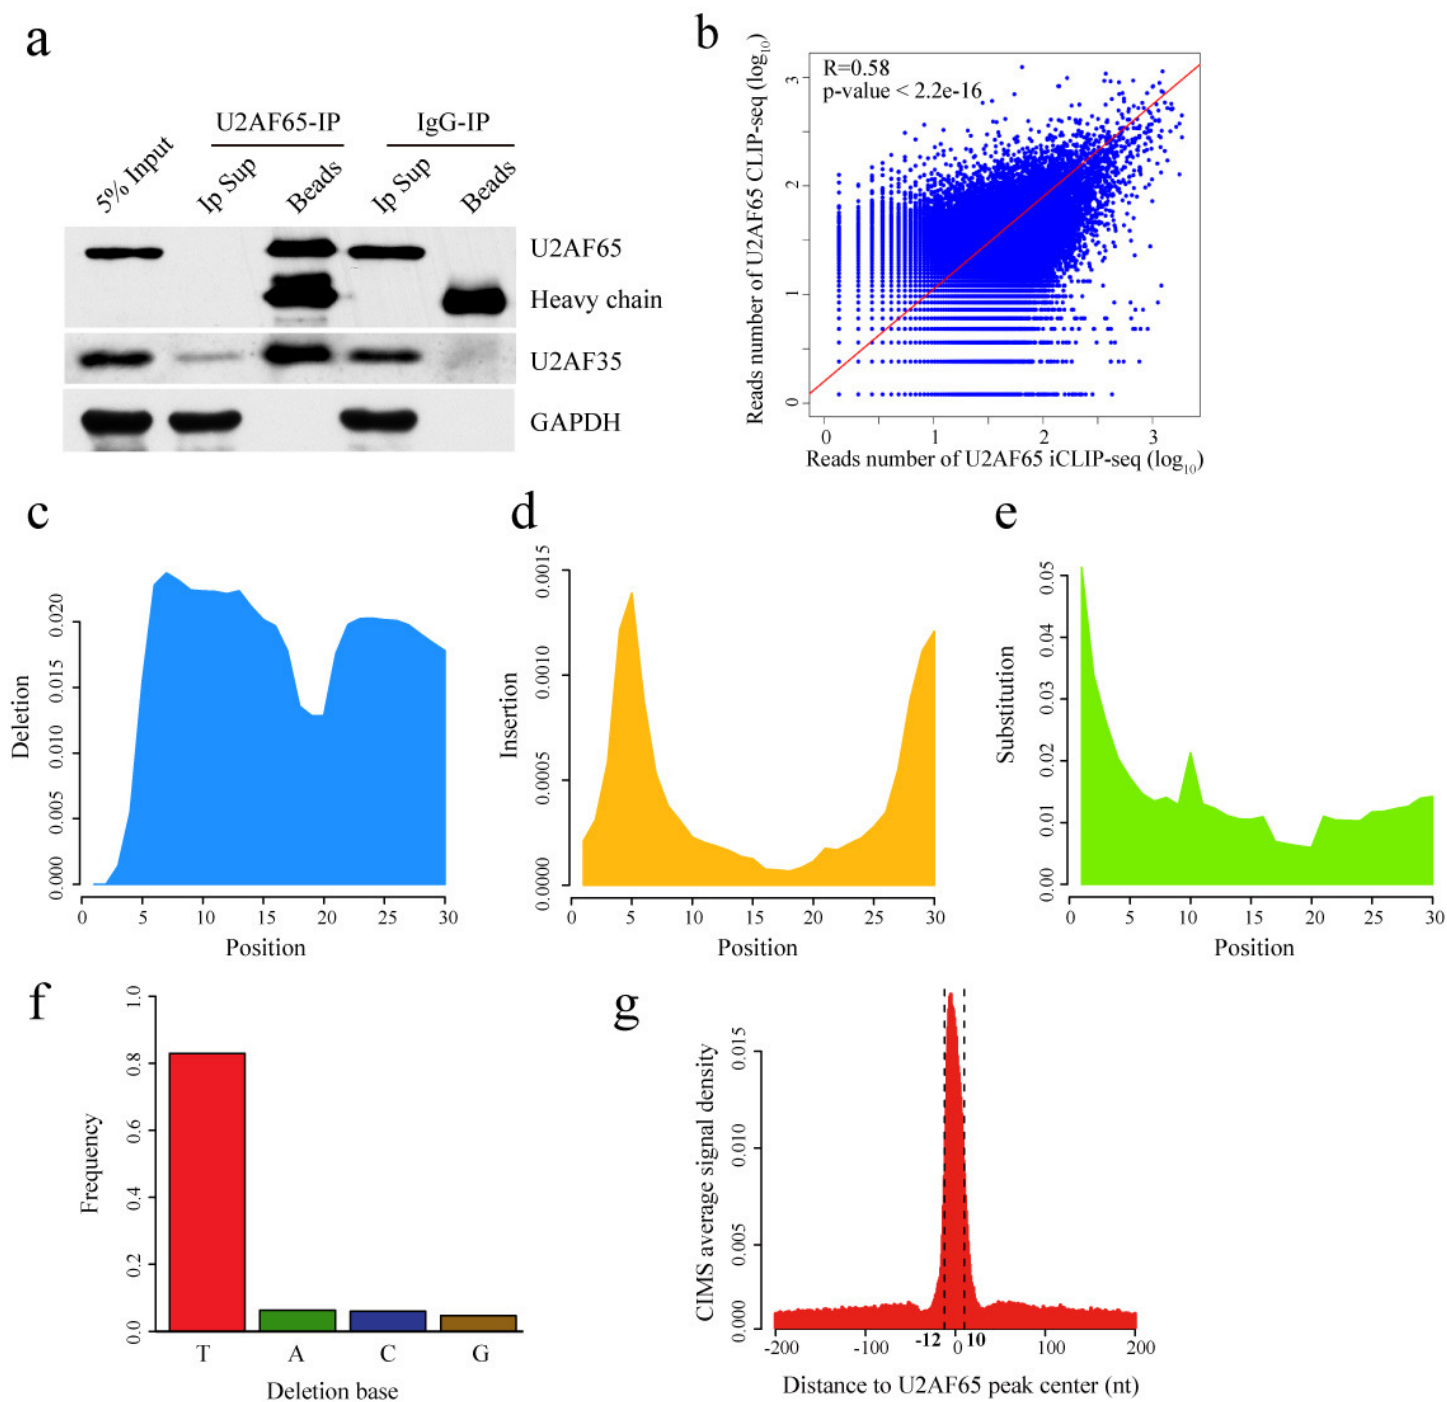 a
U2AF65-IP
IgG-IP
5% Input
Ip Sup
Beads
Ip Sup
Beads
U2AF65
Heavy chain
U2AF35
GAPDH
b
R=0.58
p-value < 2.2e-16
Reads number of U2AF65 CLIP-seq (log10)
3
2
1
0
0 1 2 3
Reads number of U2AF65 iCLIP-seq (log10)
c
Deletion
0.020
0.015
0.010
0.005
0.000
0 5 10 15 20 25 30
Position
d
Insertion
0.0015
0.0010
0.0005
0.0000
0 5 10 15 20 25 30
Position
e
Substitution
0.05
0.04
0.03
0.02
0.01
0.00
0 5 10 15 20 25 30
Position
f
Frequency
1.0
0.8
0.6
0.4
0.2
0.0
T A C G
Deletion base
g
CIMS average signal density
0.015
0.010
0.005
0.000
-200 -100 -12 0 10 100 200
Distance to U2AF65 peak center (nt)